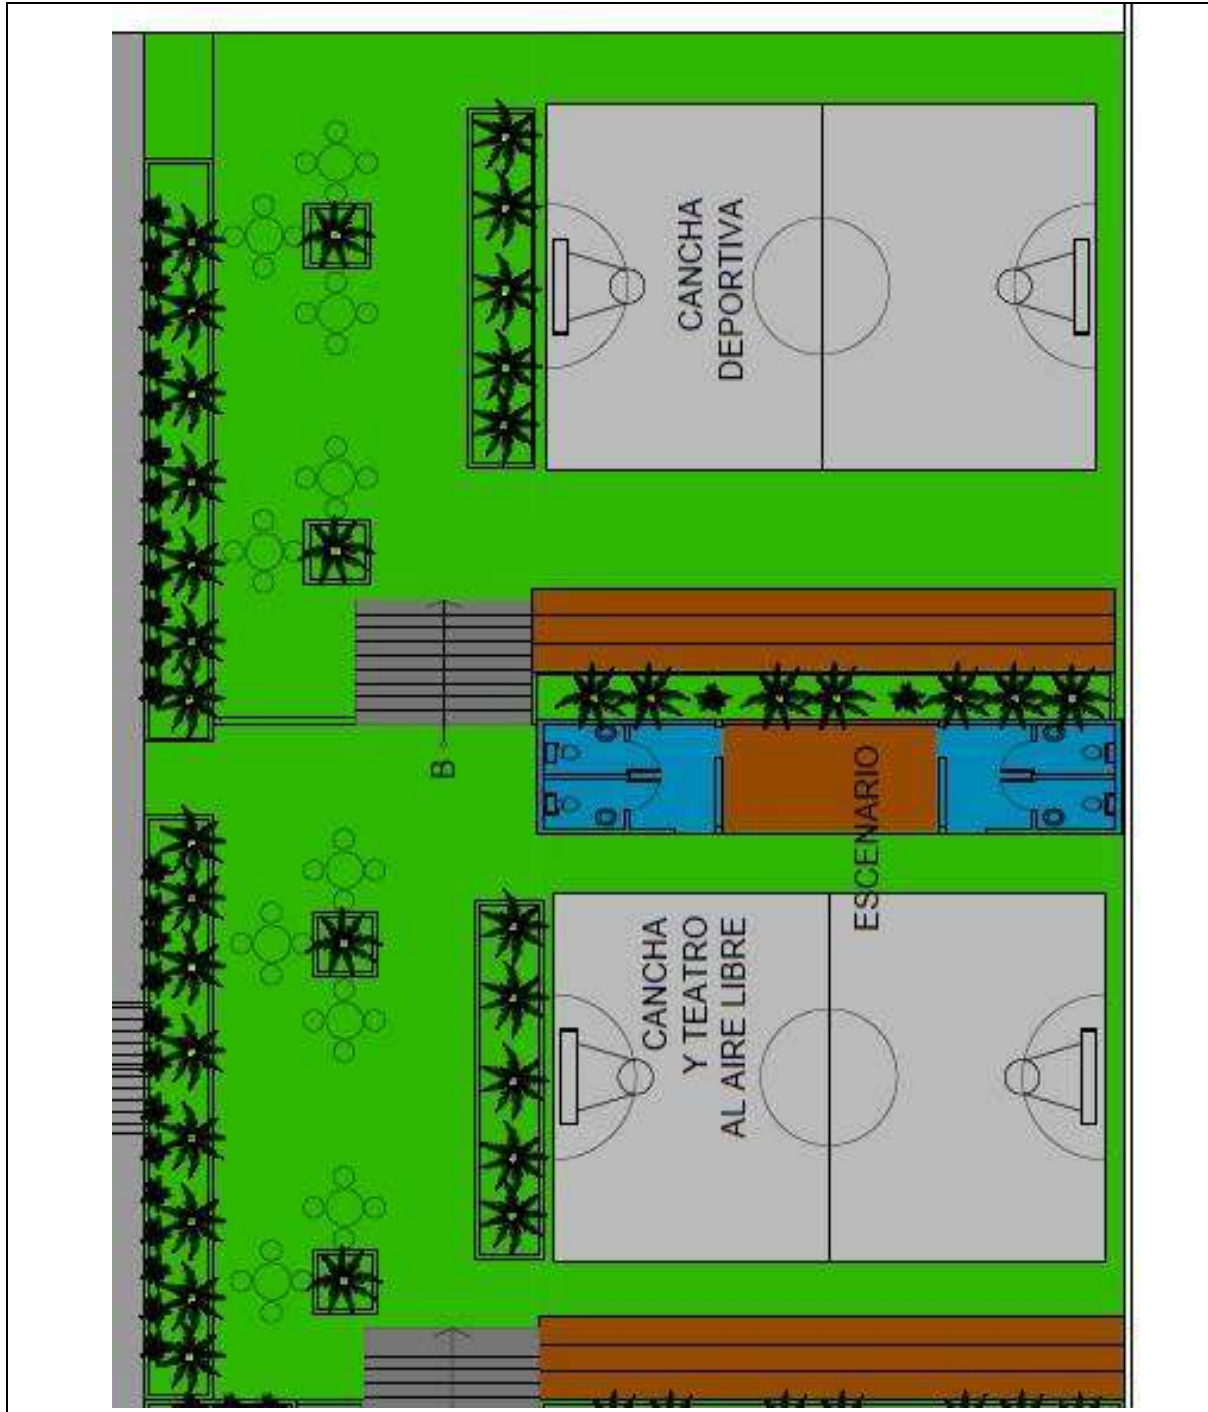 CANCHA
DEPORTIVA
B
ESCENARIO
CANCHA
Y TEATRO
AL AIRE LIBRE